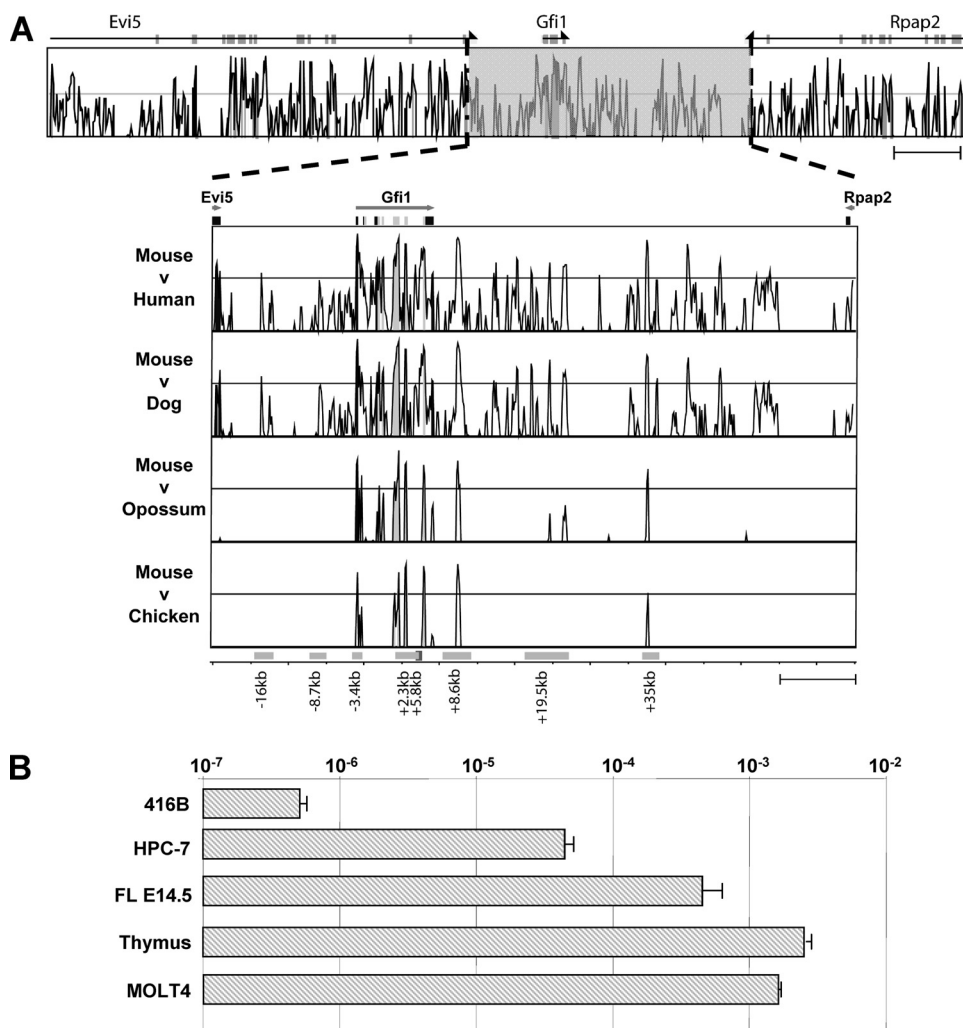 A
Evi5 Gfi1 Rpap2
Evi5 Gfi1 Rpap2
Mouse
v
Human
Mouse
v
Dog
Mouse
v
Opossum
Mouse
v
Chicken
-16kb
-8.7kb
-3.4kb
+2.3kb
+5.8kb
+8.6kb
+19.5kb
+35kb
B
10-7 10-6 10-5 10-4 10-3 10-2
416B
HPC-7
FL E14.5
Thymus
MOLT4